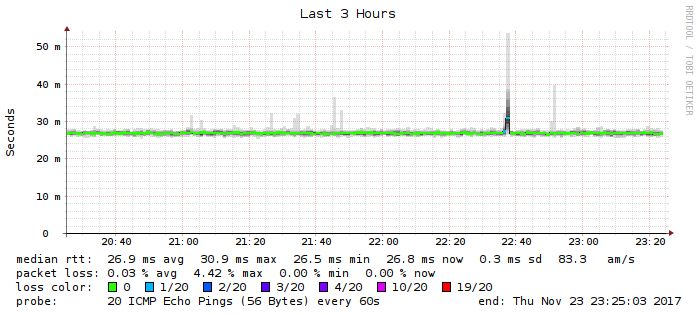 Last 3 Hours
RRDTOOL / TOBI OETIKER
Seconds
50 m
40 m
30 m
20 m
10 m
0
20:40 21:00 21:20 21:40 22:00 22:20 22:40 23:00 23:20
median rtt: 26.9 ms avg 30.9 ms max 26.5 ms min 26.8 ms now 0.3 ms sd 83.3 am/s
packet loss: 0.03 % avg 4.42 % max 0.00 % min 0.00 % now
loss color: 0 1/20 2/20 3/20 4/20 10/20 19/20
probe: 20 ICMP Echo Pings (56 Bytes) every 60s end: Thu Nov 23 23:25:03 2017